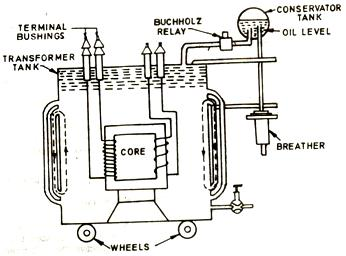 TERMINAL
BUSHINGS
TRANSFORMER
TANK
BUCHHOLZ
RELAY
CONSERVATOR
TANK
OIL LEVEL
BREATHER
CORE
WHEELS